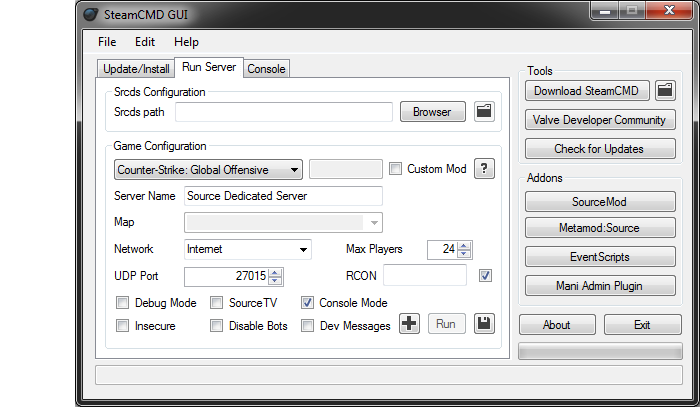 SteamCMD GUI
File Edit Help
Update/Install Run Server Console
Srcds Configuration
Srcds path Browser
Game Configuration
Counter-Strike: Global Offensive Custom Mod ?
Server Name Source Dedicated Server
Map
Network Internet Max Players 24
UDP Port 27015 RCON
Debug Mode SourceTV Console Mode
Insecure Disable Bots Dev Messages Run
Tools
Download SteamCMD
Valve Developer Community
Check for Updates
Addons
SourceMod
Metamod:Source
EventScripts
Mani Admin Plugin
About Exit